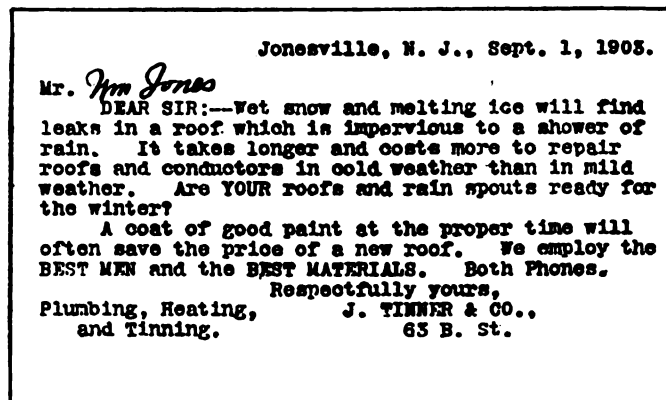 Jonesville, N. J., Sept. 1, 1903.
Mr. Wm Jones
DEAR SIR:--Wet snow and melting ice will find
leaks in a roof which is impervious to a shower of
rain. It takes longer and costs more to repair
roofs and conductors in cold weather than in mild
weather. Are YOUR roofs and rain spouts ready for
the winter?
A coat of good paint at the proper time will
often save the price of a new roof. We employ the
BEST MEN and the BEST MATERIALS. Both Phones.
Respectfully yours,
Plumbing, Heating, J. TINNER & CO.,
and Tinning. 63 B. St.